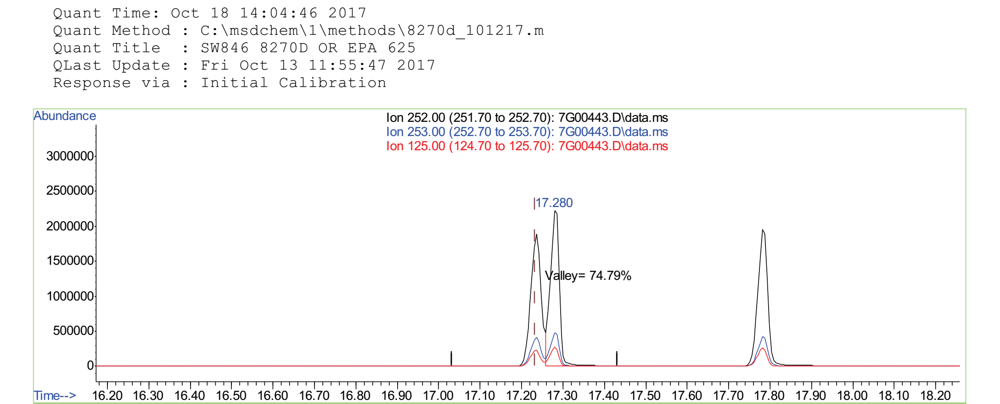 Quant Time: Oct 18 14:04:46 2017
Quant Method : C:\msdchem\1\methods\8270d_101217.m
Quant Title  : SW846 8270D OR EPA 625
QLast Update : Fri Oct 13 11:55:47 2017
Response via : Initial Calibration
Abundance
Ion 252.00 (251.70 to 252.70): 7G00443.D\data.ms
Ion 253.00 (252.70 to 253.70): 7G00443.D\data.ms
Ion 125.00 (124.70 to 125.70): 7G00443.D\data.ms
3000000
2500000
17.280
2000000
1500000
Valley= 74.79%
1000000
500000
0
Time-->
16.20 16.30 16.40 16.50 16.60 16.70 16.80 16.90 17.00 17.10 17.20 17.30 17.40 17.50 17.60 17.70 17.80 17.90 18.00 18.10 18.20